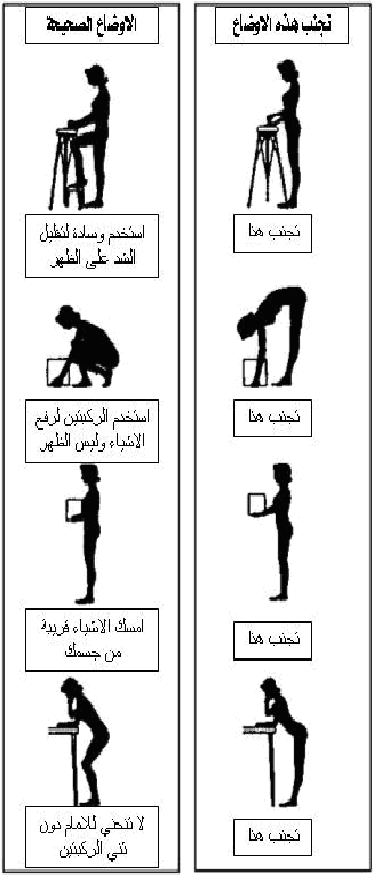 تجنب هذه الاوضاع
الاوضاع الصحيحة
استخدم وسادة لتقليل
الشد على الظهر
تجنب هنا
استخدم الركبتين لرفع
الاشياء وليس الظهر
تجنب هنا
امسك الاشياء قريبة
من جسمك
تجنب هنا
لا تنحني للامام دون
ثني الركبتين
تجنب هنا